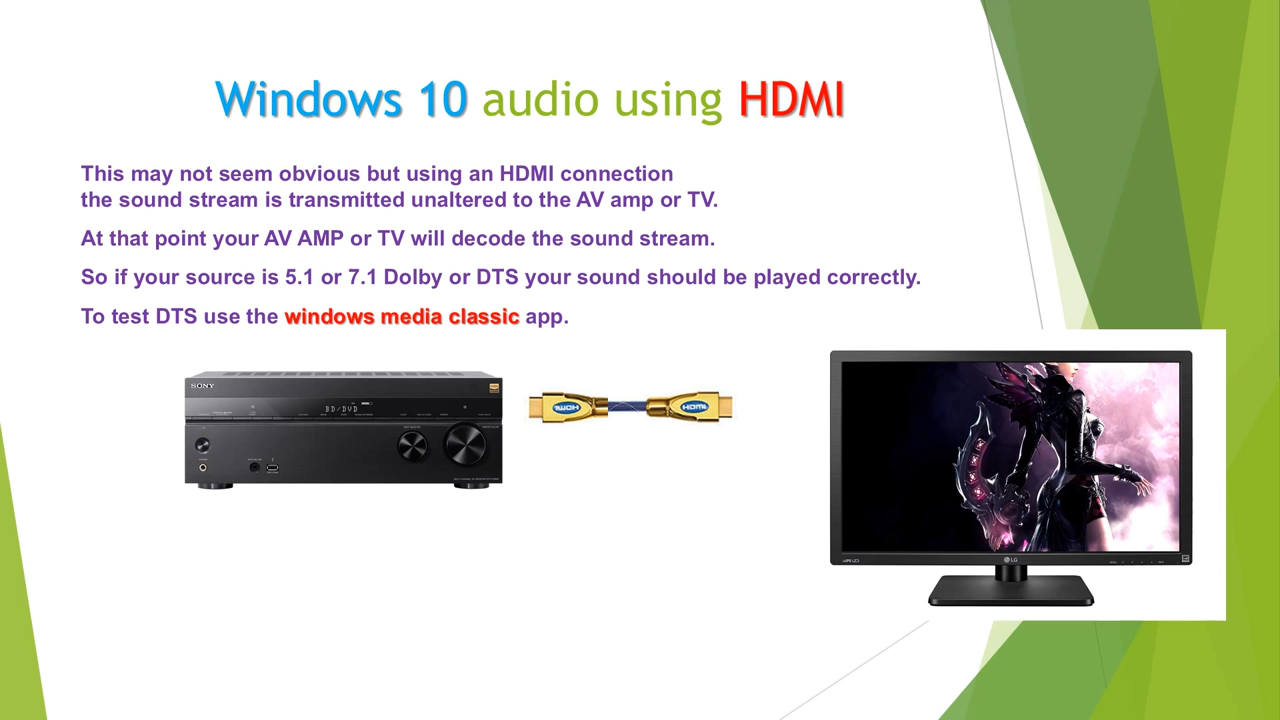 Windows 10 audio using HDMI
This may not seem obvious but using an HDMI connection
the sound stream is transmitted unaltered to the AV amp or TV.
At that point your AV AMP or TV will decode the sound stream.
So if your source is 5.1 or 7.1 Dolby or DTS your sound should be played correctly.
To test DTS use the windows media classic app.
SONY
BD/DVD
HDMI
HDMI
LG